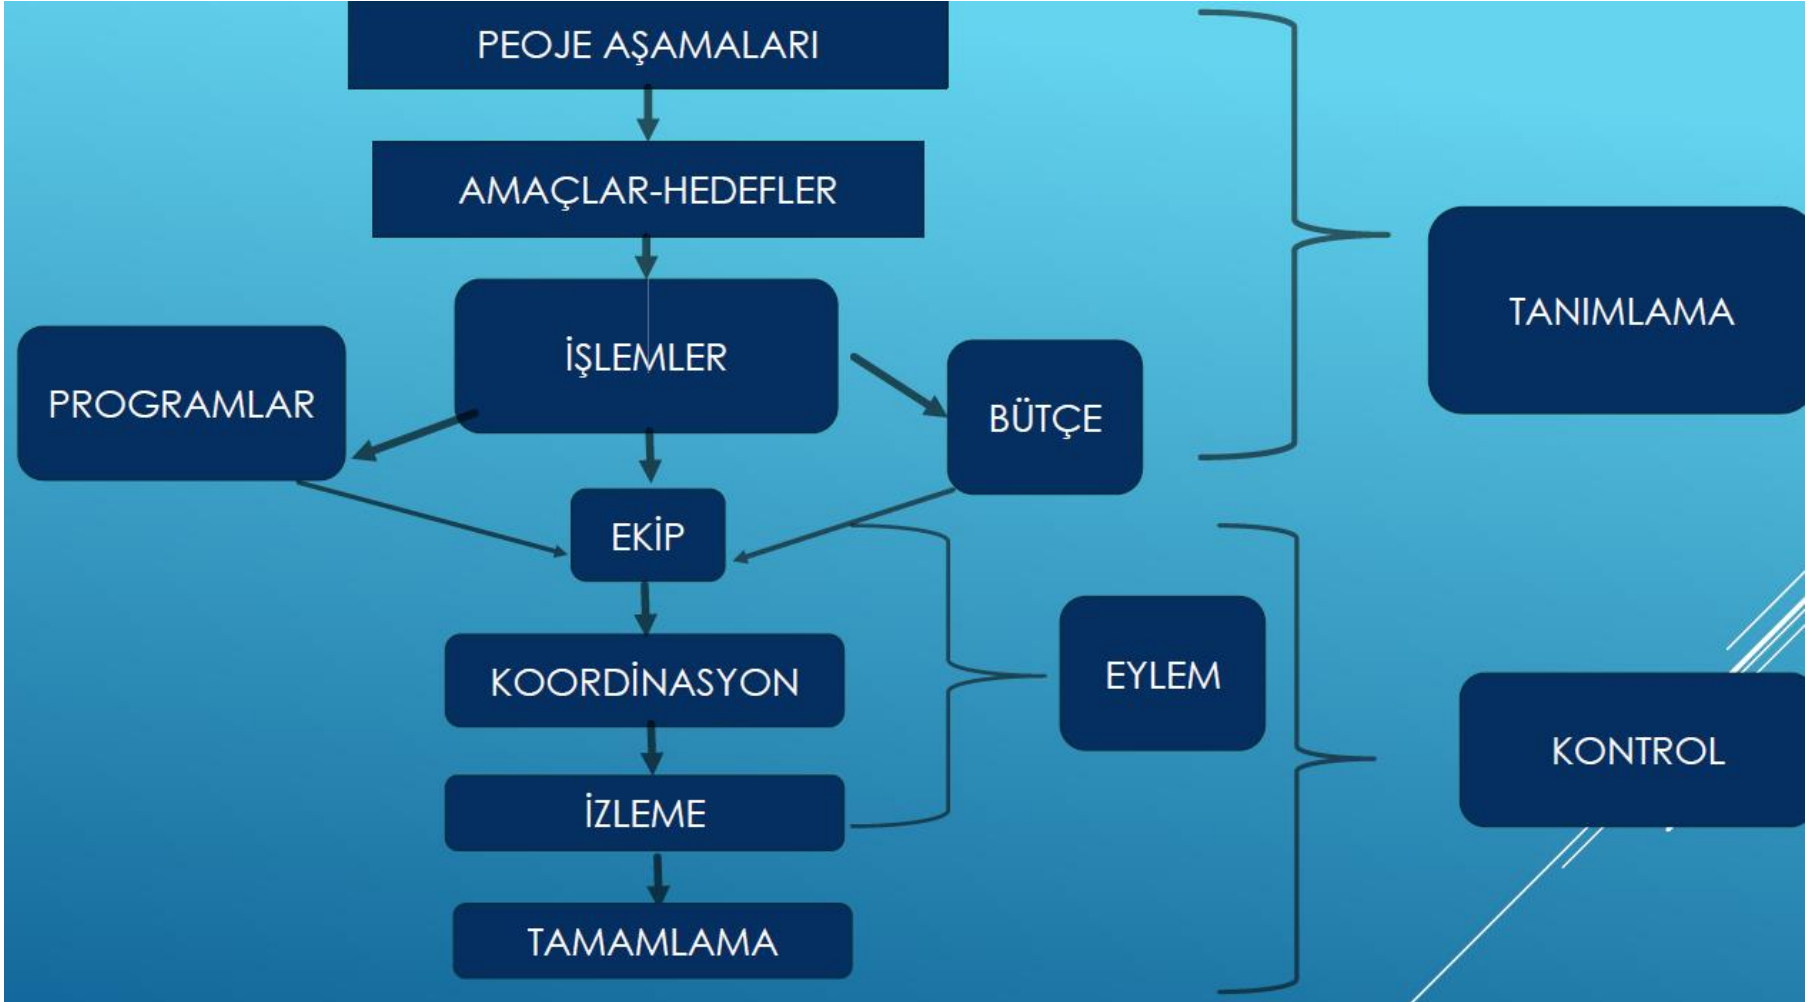 PEOJE AŞAMALARI
AMAÇLAR-HEDEFLER
İŞLEMLER
PROGRAMLAR
BÜTÇE
TANIMLAMA
EKİP
KOORDİNASYON
EYLEM
İZLEME
KONTROL
TAMAMLAMA